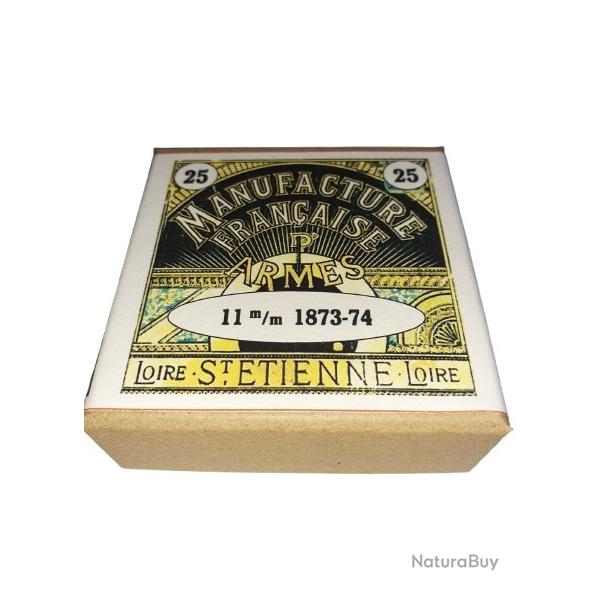 25 25
MANUFACTURE
FRANÇAISE
D'
ARMES
11 m/m 1873-74
LOIRE · ST ETIENNE · LOIRE
NaturaBuy